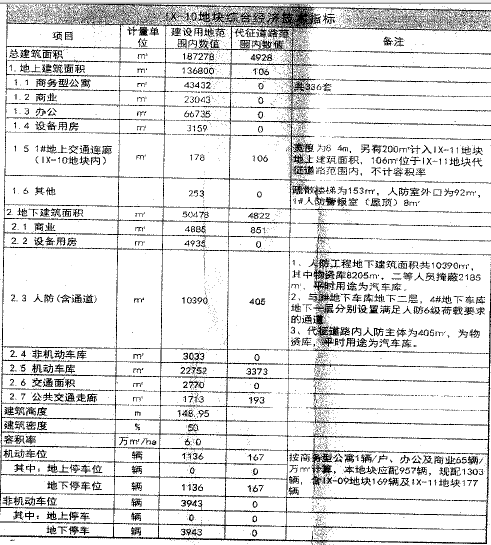 IX-10地块综合经济技术指标
项目 计量单位 建设用地范围内数值 代征道路范围内数值 备注
总建筑面积 ㎡ 187278 4928
1.地上建筑面积 ㎡ 136800 106
1.1 商务型公寓 ㎡ 43432 0 共336套
1.2 商业 ㎡ 23043 0
1.3 办公 ㎡ 66735 0
1.4 设备用房 ㎡ 3159 0
1.5 1#地上交通连廊
(IX-10地块内) ㎡ 178 106
宽度为8.4m，另有200㎡计入IX-11地块
地上建筑面积，106㎡位于IX-11地块代
征道路范围内，不计容积率
1.6 其他 ㎡ 253 0
疏散楼梯为153㎡，人防室外口为92㎡，
1#人防警报室（屋顶）8㎡
2.地下建筑面积 ㎡ 50478 4822
2.1 商业 ㎡ 4885 851
2.2 设备用房 ㎡ 4935 0
2.3 人防(含通道) ㎡ 10390 405
1、人防工程地下建筑面积共10390㎡，
其中物资库8205㎡，二等人员掩蔽2185
㎡，平时用途为汽车库。
2、与地下车库地下二层，4#地下车库
地下一层分别设置满足人防6级荷载要求
的通道
3、代征道路内人防主体为405㎡，为物
资库，平时用途为汽车库。
2.4 非机动车库 ㎡ 3033 0
2.5 机动车库 ㎡ 22752 3373
2.6 交通面积 ㎡ 2770 0
2.7 公共交通走廊 ㎡ 1713 193
建筑高度 m 148.95
建筑密度 % 50
容积率 万㎡/ha 6.0
机动车位 辆 1136 167
其中：地上停车位 辆 0 0
地下停车位 辆 1136 167
按商务型公寓1辆/户、办公及商业65辆/
万㎡计算，本地块应配957辆，规配1303
辆，含IX-09地块169辆及IX-11地块177
辆
非机动车位 辆 3943 0
其中：地上停车 辆 0 0
地下停车 辆 3943 0